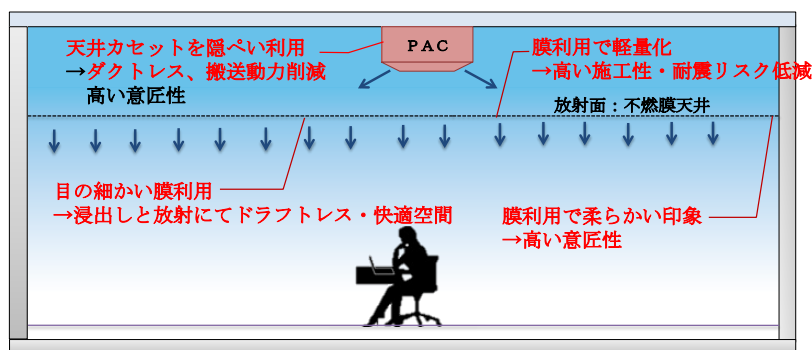 天井カセットを隠ぺい利用
→ダクトレス、搬送動力削減
高い意匠性
PAC
膜利用で軽量化
→高い施工性・耐震リスク低減
放射面：不燃膜天井
目の細かい膜利用
→浸出しと放射にてドラフトレス・快適空間
膜利用で柔らかい印象
→高い意匠性